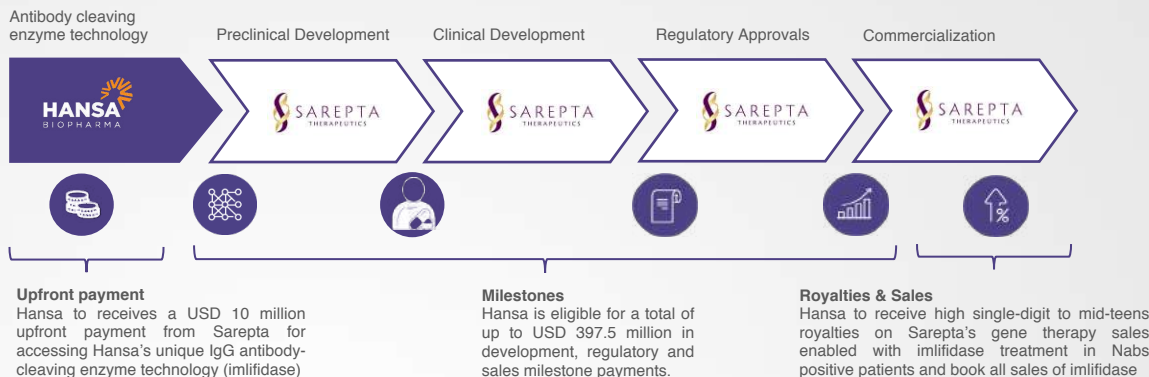 Antibody cleaving
enzyme technology
Preclinical Development
Clinical Development
Regulatory Approvals
Commercialization
HANSA
BIOPHARMA
SAREPTA
THERAPEUTICS
SAREPTA
THERAPEUTICS
SAREPTA
THERAPEUTICS
SAREPTA
THERAPEUTICS
%
Upfront payment
Hansa to receives a USD 10 million
upfront payment from Sarepta for
accessing Hansa's unique IgG antibody-
cleaving enzyme technology (imlifidase)
Milestones
Hansa is eligible for a total of
up to USD 397.5 million in
development, regulatory and
sales milestone payments.
Royalties & Sales
Hansa to receive high single-digit to mid-teens
royalties on Sarepta's gene therapy sales
enabled with imlifidase treatment in Nabs
positive patients and book all sales of imlifidase